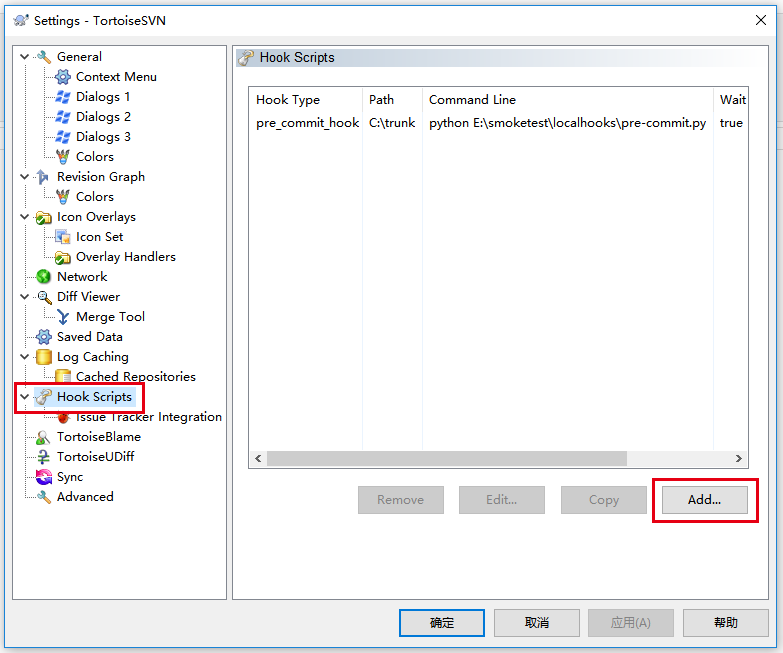 Settings - TortoiseSVN
General
Context Menu
Dialogs 1
Dialogs 2
Dialogs 3
Colors
Revision Graph
Colors
Icon Overlays
Icon Set
Overlay Handlers
Network
Diff Viewer
Merge Tool
Saved Data
Log Caching
Cached Repositories
Hook Scripts
Issue Tracker Integration
TortoiseBlame
TortoiseUDiff
Sync
Advanced
Hook Scripts
Hook Type Path Command Line Wait
pre_commit_hook C:\trunk python E:\smoketest\localhooks\pre-commit.py true
Remove Edit... Copy Add...
确定 取消 应用(A) 帮助